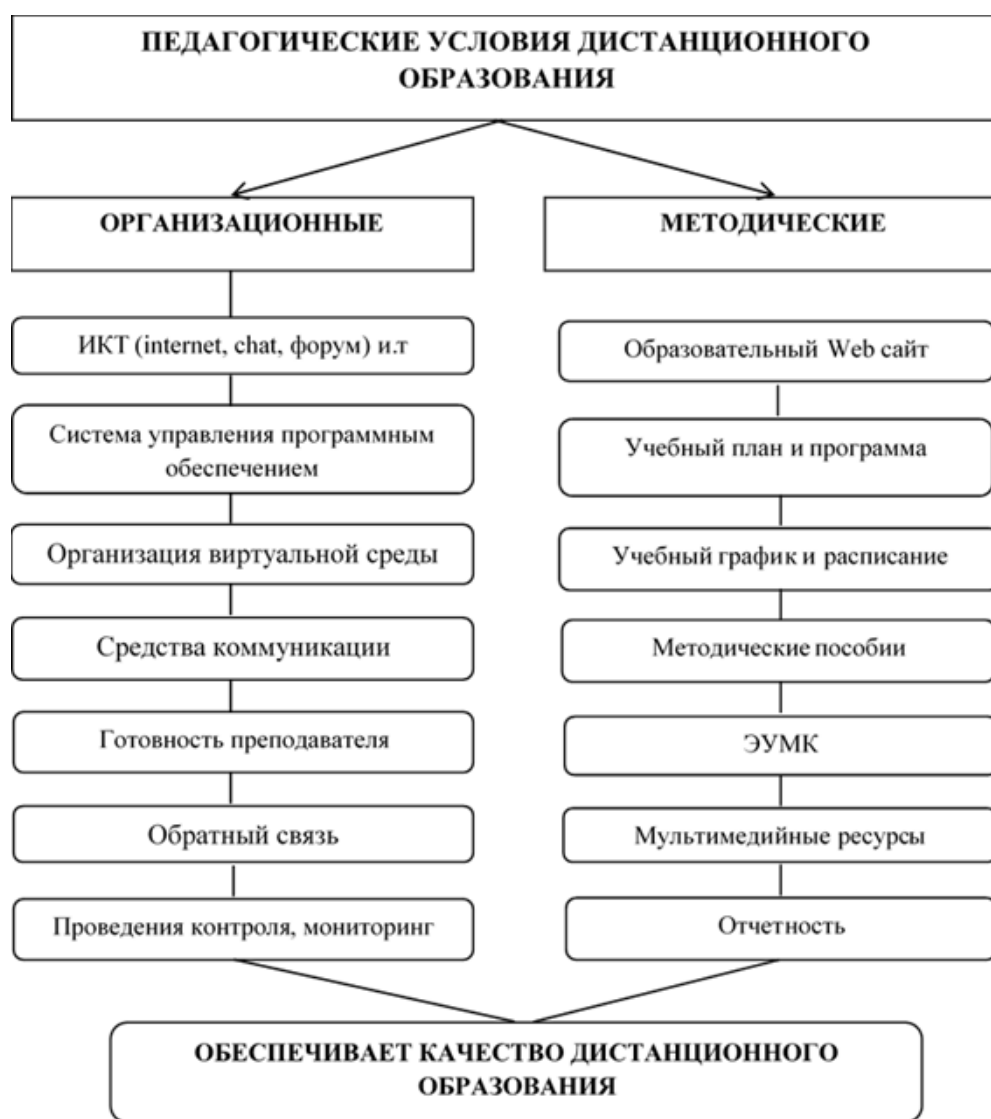 ПЕДАГОГИЧЕСКИЕ УСЛОВИЯ ДИСТАНЦИОННОГО
ОБРАЗОВАНИЯ
ОРГАНИЗАЦИОННЫЕ
ИКТ (internet, chat, форум) и.т
Система управления программным
обеспечением
Организация виртуальной среды
Средства коммуникации
Готовность преподавателя
Обратный связь
Проведения контроля, мониторинг
МЕТОДИЧЕСКИЕ
Образовательный Web сайт
Учебный план и программа
Учебный график и расписание
Методические пособии
ЭУМК
Мультимедийные ресурсы
Отчетность
ОБЕСПЕЧИВАЕТ КАЧЕСТВО ДИСТАНЦИОННОГО
ОБРАЗОВАНИЯ